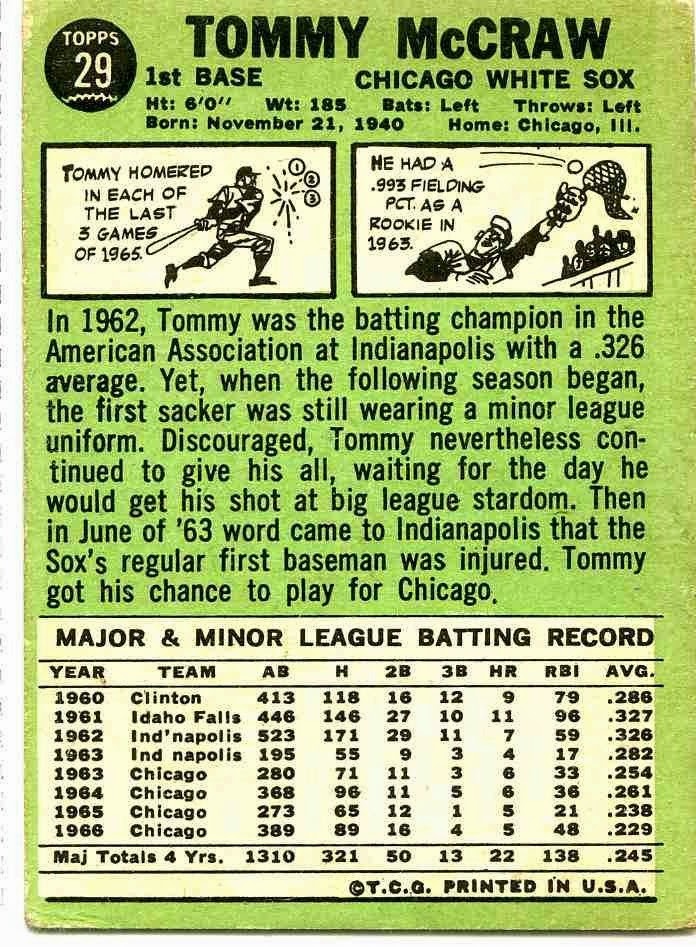 TOPPS
29
TOMMY McCRAW
1st BASE CHICAGO WHITE SOX
Ht: 6'0" Wt: 185 Bats: Left Throws: Left
Born: November 21, 1940 Home: Chicago, Ill.
TOMMY HOMERED
IN EACH OF
THE LAST
3 GAMES
OF 1965.
1
2
3
HE HAD A
.993 FIELDING
PCT. AS A
ROOKIE IN
1963.
In 1962, Tommy was the batting champion in the
American Association at Indianapolis with a .326
average. Yet, when the following season began,
the first sacker was still wearing a minor league
uniform. Discouraged, Tommy nevertheless con-
tinued to give his all, waiting for the day he
would get his shot at big league stardom. Then
in June of '63 word came to Indianapolis that the
Sox's regular first baseman was injured. Tommy
got his chance to play for Chicago.
MAJOR & MINOR LEAGUE BATTING RECORD
YEAR TEAM AB H 2B 3B HR RBI AVG.
1960 Clinton 413 118 16 12 9 79 .286
1961 Idaho Falls 446 146 27 10 11 96 .327
1962 Ind'napolis 523 171 29 11 7 59 .326
1963 Ind napolis 195 55 9 3 4 17 .282
1963 Chicago 280 71 11 3 6 33 .254
1964 Chicago 368 96 11 5 6 36 .261
1965 Chicago 273 65 12 1 5 21 .238
1966 Chicago 389 89 16 4 5 48 .229
Maj Totals 4 Yrs. 1310 321 50 13 22 138 .245
©T.C.G. PRINTED IN U.S.A.